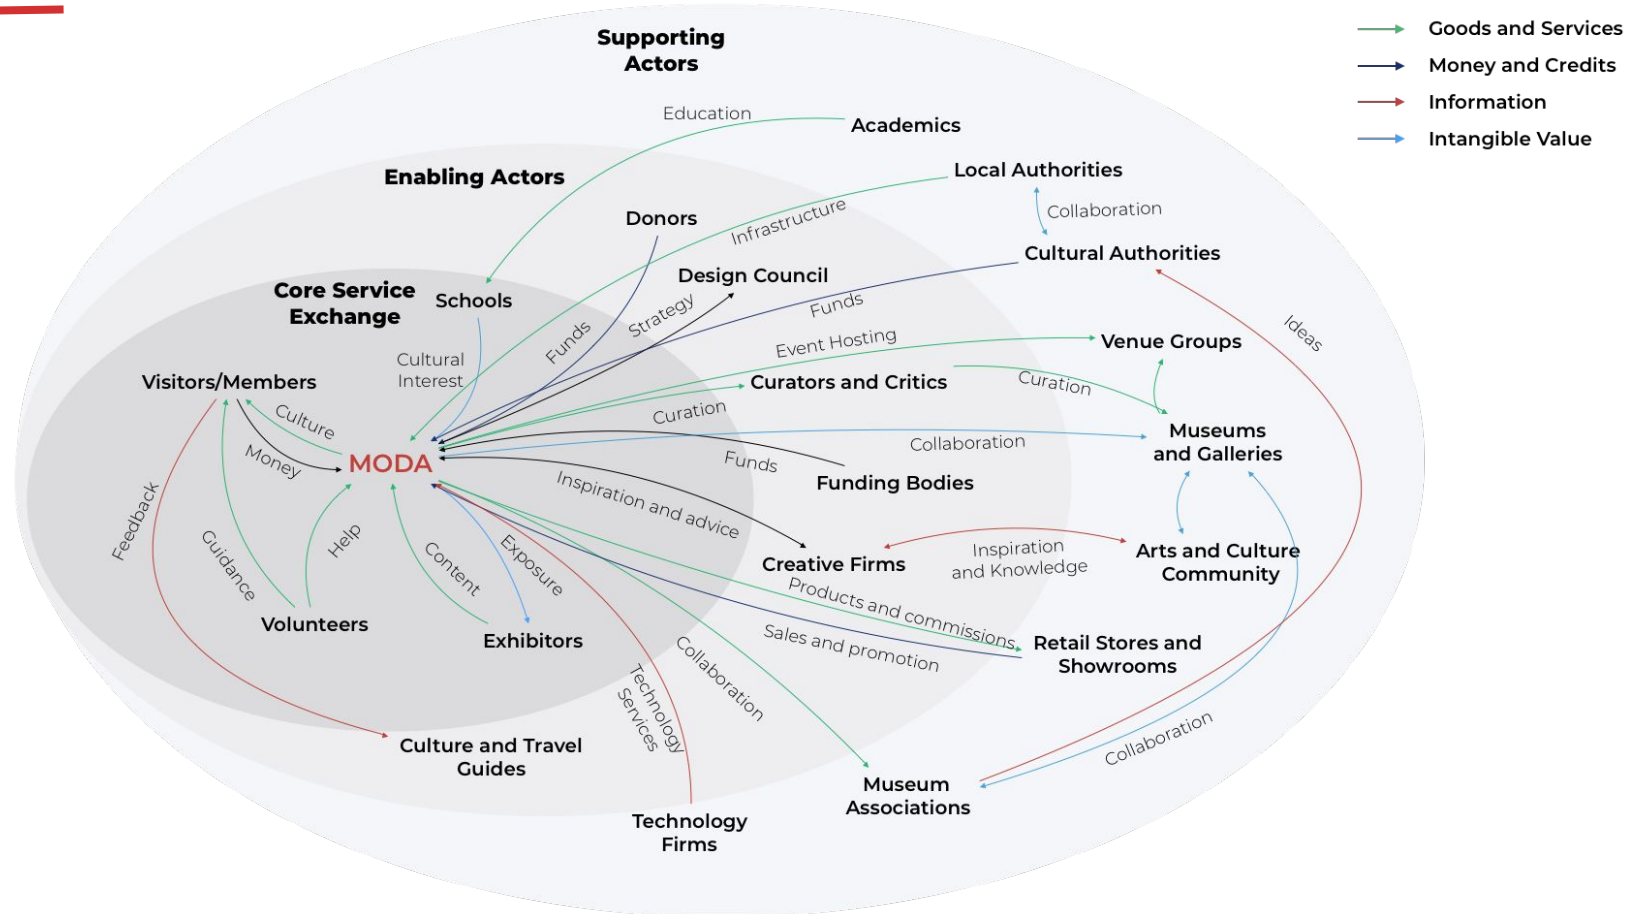 Supporting
Actors
Goods and Services
Money and Credits
Information
Intangible Value
Education
Academics
Enabling Actors
Local Authorities
Donors
Infrastructure
Collaboration
Cultural Authorities
Design Council
Core Service
Exchange
Schools
Strategy
Funds
Funds
Ideas
Event Hosting
Venue Groups
Cultural
Interest
Visitors/Members
Curators and Critics
Curation
Culture
Curation
Museums
and Galleries
Collaboration
Money
MODA
Funds
Funding Bodies
Inspiration and advice
Feedback
Guidance
Help
Content
Exposure
Creative Firms
Inspiration
and Knowledge
Arts and Culture
Community
Products and commissions
Volunteers
Exhibitors
Sales and promotion
Retail Stores and
Showrooms
Technology
Services
Collaboration
Collaboration
Culture and Travel
Guides
Museum
Associations
Technology
Firms